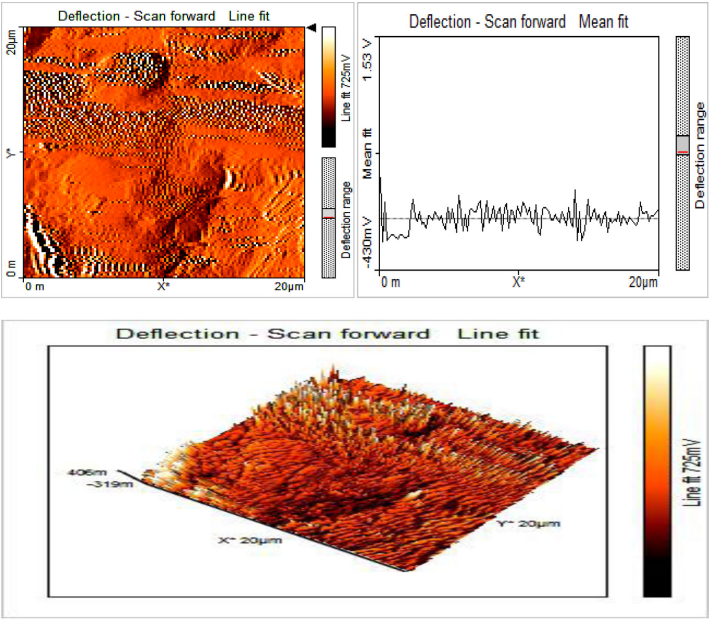 Deflection - Scan forward Line fit
20µm
Y*
0 m
0 m
X*
20µm
Line fit 725mV
Deflection range
Deflection - Scan forward Mean fit
1.53 V
Mean fit
-430mV
0 m
X*
20µm
Deflection range
Deflection - Scan forward Line fit
406m
-319m
X* 20µm
Y* 20µm
Line fit 725mV